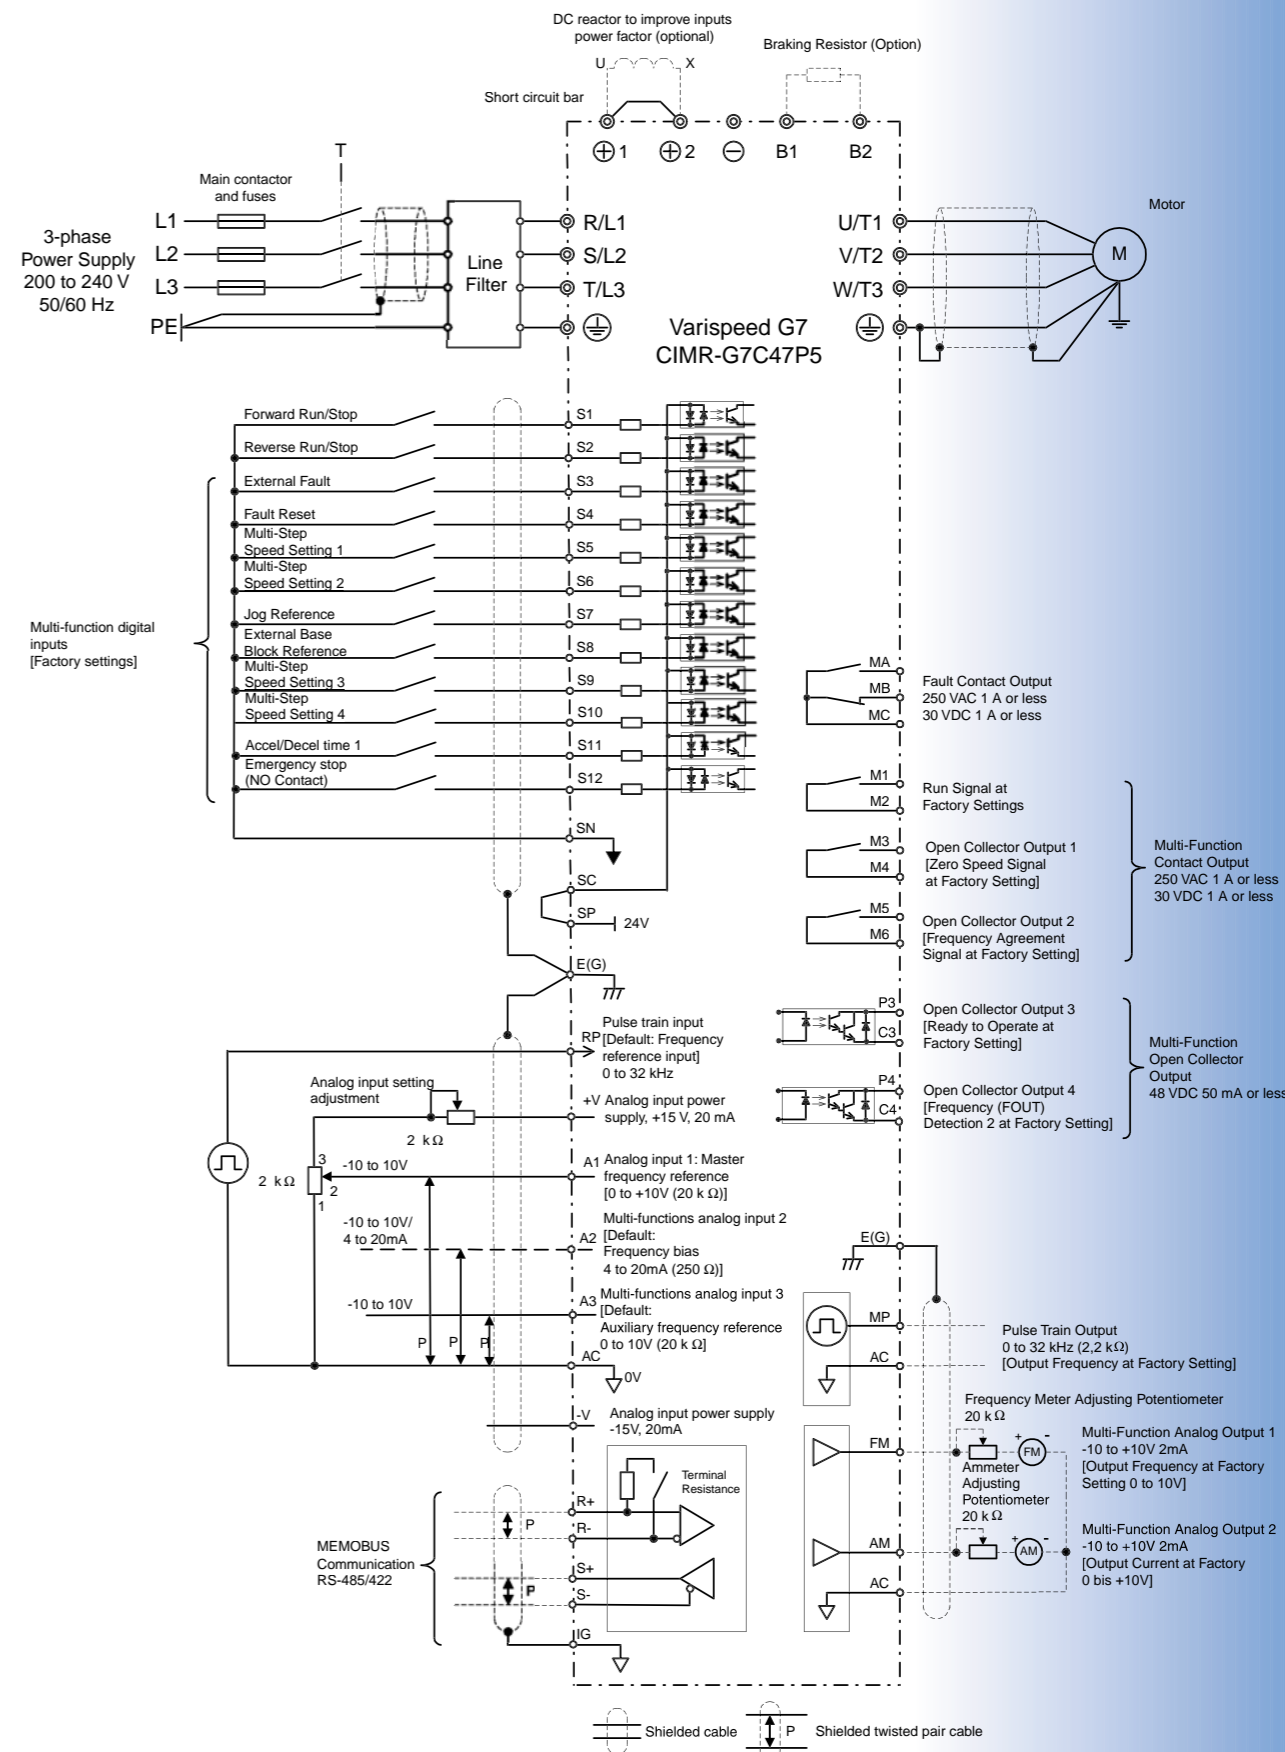 DC reactor to improve inputs
power factor (optional)
Braking Resistor (Option)
U
X
Short circuit bar
1
2
B1
B2
T
Main contactor
and fuses
3-phase
Power Supply
200 to 240 V
50/60 Hz
L1
L2
L3
PE
Line
Filter
R/L1
S/L2
T/L3
Varispeed G7
CIMR-G7C47P5
U/T1
V/T2
W/T3
Motor
M
Multi-function digital
inputs
[Factory settings]
Forward Run/Stop
S1
Reverse Run/Stop
S2
External Fault
S3
Fault Reset
S4
Multi-Step
Speed Setting 1
S5
Multi-Step
Speed Setting 2
S6
Jog Reference
S7
External Base
Block Reference
S8
Multi-Step
Speed Setting 3
S9
Multi-Step
Speed Setting 4
S10
Accel/Decel time 1
S11
Emergency stop
(NO Contact)
S12
SN
SC
SP
24V
E(G)
MA
MB
MC
Fault Contact Output
250 VAC 1 A or less
30 VDC 1 A or less
M1
M2
Run Signal at
Factory Settings
M3
M4
Open Collector Output 1
[Zero Speed Signal
at Factory Setting]
M5
M6
Open Collector Output 2
[Frequency Agreement
Signal at Factory Setting]
Multi-Function
Contact Output
250 VAC 1 A or less
30 VDC 1 A or less
P3
C3
Open Collector Output 3
[Ready to Operate at
Factory Setting]
P4
C4
Open Collector Output 4
[Frequency (FOUT)
Detection 2 at Factory Setting]
Multi-Function
Open Collector
Output
48 VDC 50 mA or less
RP
Pulse train input
[Default: Frequency
reference input]
0 to 32 kHz
Analog input setting
adjustment
2 kΩ
+V
Analog input power
supply, +15 V, 20 mA
2 kΩ
3
2
1
-10 to 10V
A1
Analog input 1: Master
frequency reference
[0 to +10V (20 kΩ)]
-10 to 10V/
4 to 20mA
A2
Multi-functions analog input 2
[Default:
Frequency bias
4 to 20mA (250 Ω)]
-10 to 10V
A3
Multi-functions analog input 3
[Default:
Auxiliary frequency reference
0 to 10V (20 kΩ]
P
P
P
AC
0V
-V
Analog input power supply
-15V, 20mA
E(G)
MP
AC
Pulse Train Output
0 to 32 kHz (2,2 kΩ)
[Output Frequency at Factory Setting]
Frequency Meter Adjusting Potentiometer
20 kΩ
FM
+
-
FM
Multi-Function Analog Output 1
-10 to +10V 2mA
[Output Frequency at Factory
Setting 0 to 10V]
Ammeter
Adjusting
Potentiometer
20 kΩ
AM
+
-
AM
AC
Multi-Function Analog Output 2
-10 to +10V 2mA
[Output Current at Factory
0 bis +10V]
MEMOBUS
Communication
RS-485/422
P
P
R+
R-
S+
S-
IG
Terminal
Resistance
Shielded cable
P
Shielded twisted pair cable